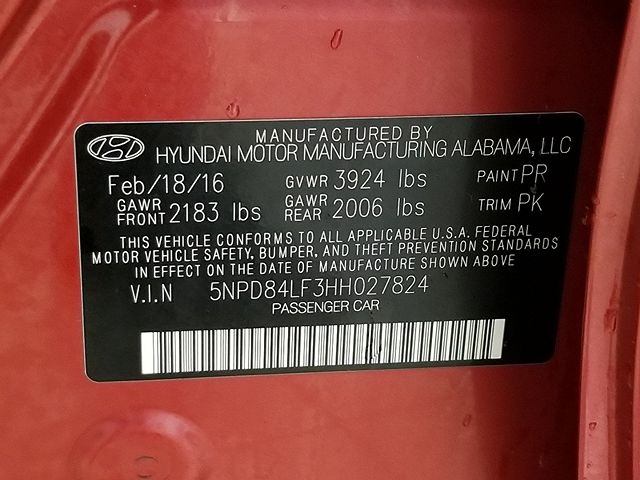 MANUFACTURED BY
HYUNDAI MOTOR MANUFACTURING ALABAMA, LLC
Feb/18/16 GVWR 3924 lbs PAINT PR
GAWR FRONT 2183 lbs GAWR REAR 2006 lbs TRIM PK
THIS VEHICLE CONFORMS TO ALL APPLICABLE U.S.A. FEDERAL
MOTOR VEHICLE SAFETY, BUMPER, AND THEFT PREVENTION STANDARDS
IN EFFECT ON THE DATE OF MANUFACTURE SHOWN ABOVE
V.I.N 5NPD84LF3HH027824
PASSENGER CAR